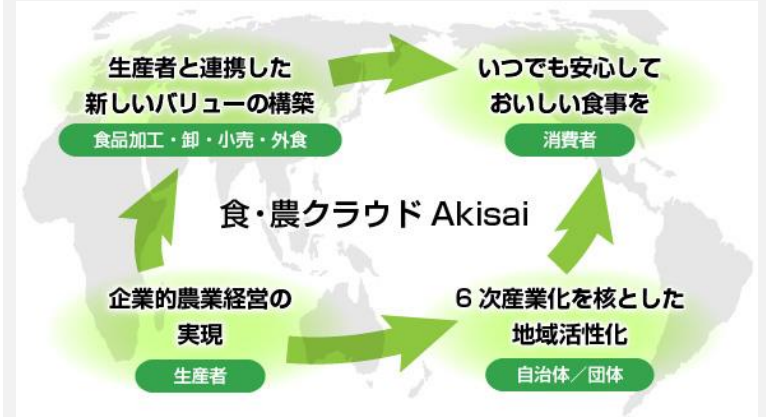 生産者と連携した
新しいバリューの構築
食品加工・卸・小売・外食
いつでも安心して
おいしい食事を
消費者
食・農クラウド Akisai
企業的農業経営の
実現
生産者
6次産業化を核とした
地域活性化
自治体／団体